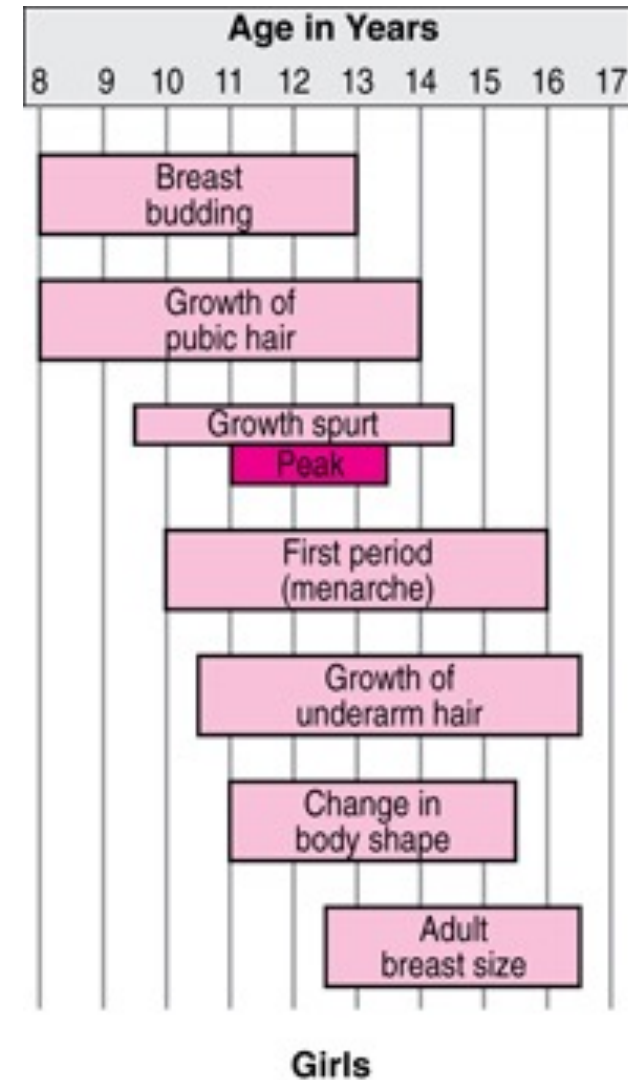 Age in Years
8 9 10 11 12 13 14 15 16 17
Breast
budding
Growth of
pubic hair
Growth spurt
Peak
First period
(menarche)
Growth of
underarm hair
Change in
body shape
Adult
breast size
Girls